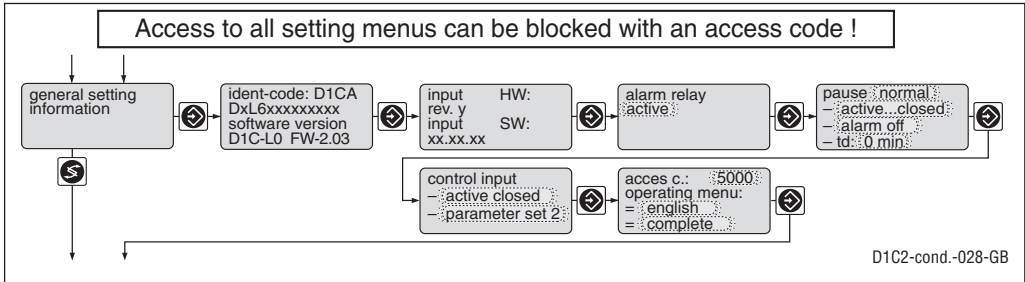 Access to all setting menus can be blocked with an access code !
general setting
information
ident-code: D1CA
DxL6xxxxxxxxx
software version
D1C-L0 FW-2.03
input HW:
rev. y
input SW:
xx.xx.xx
alarm relay
active
pause normal
– active...closed
– alarm off
– td: 0 min
control input
– active closed
– parameter set 2
acces c.: 5000
operating menu:
= english
= complete
D1C2-cond.-028-GB